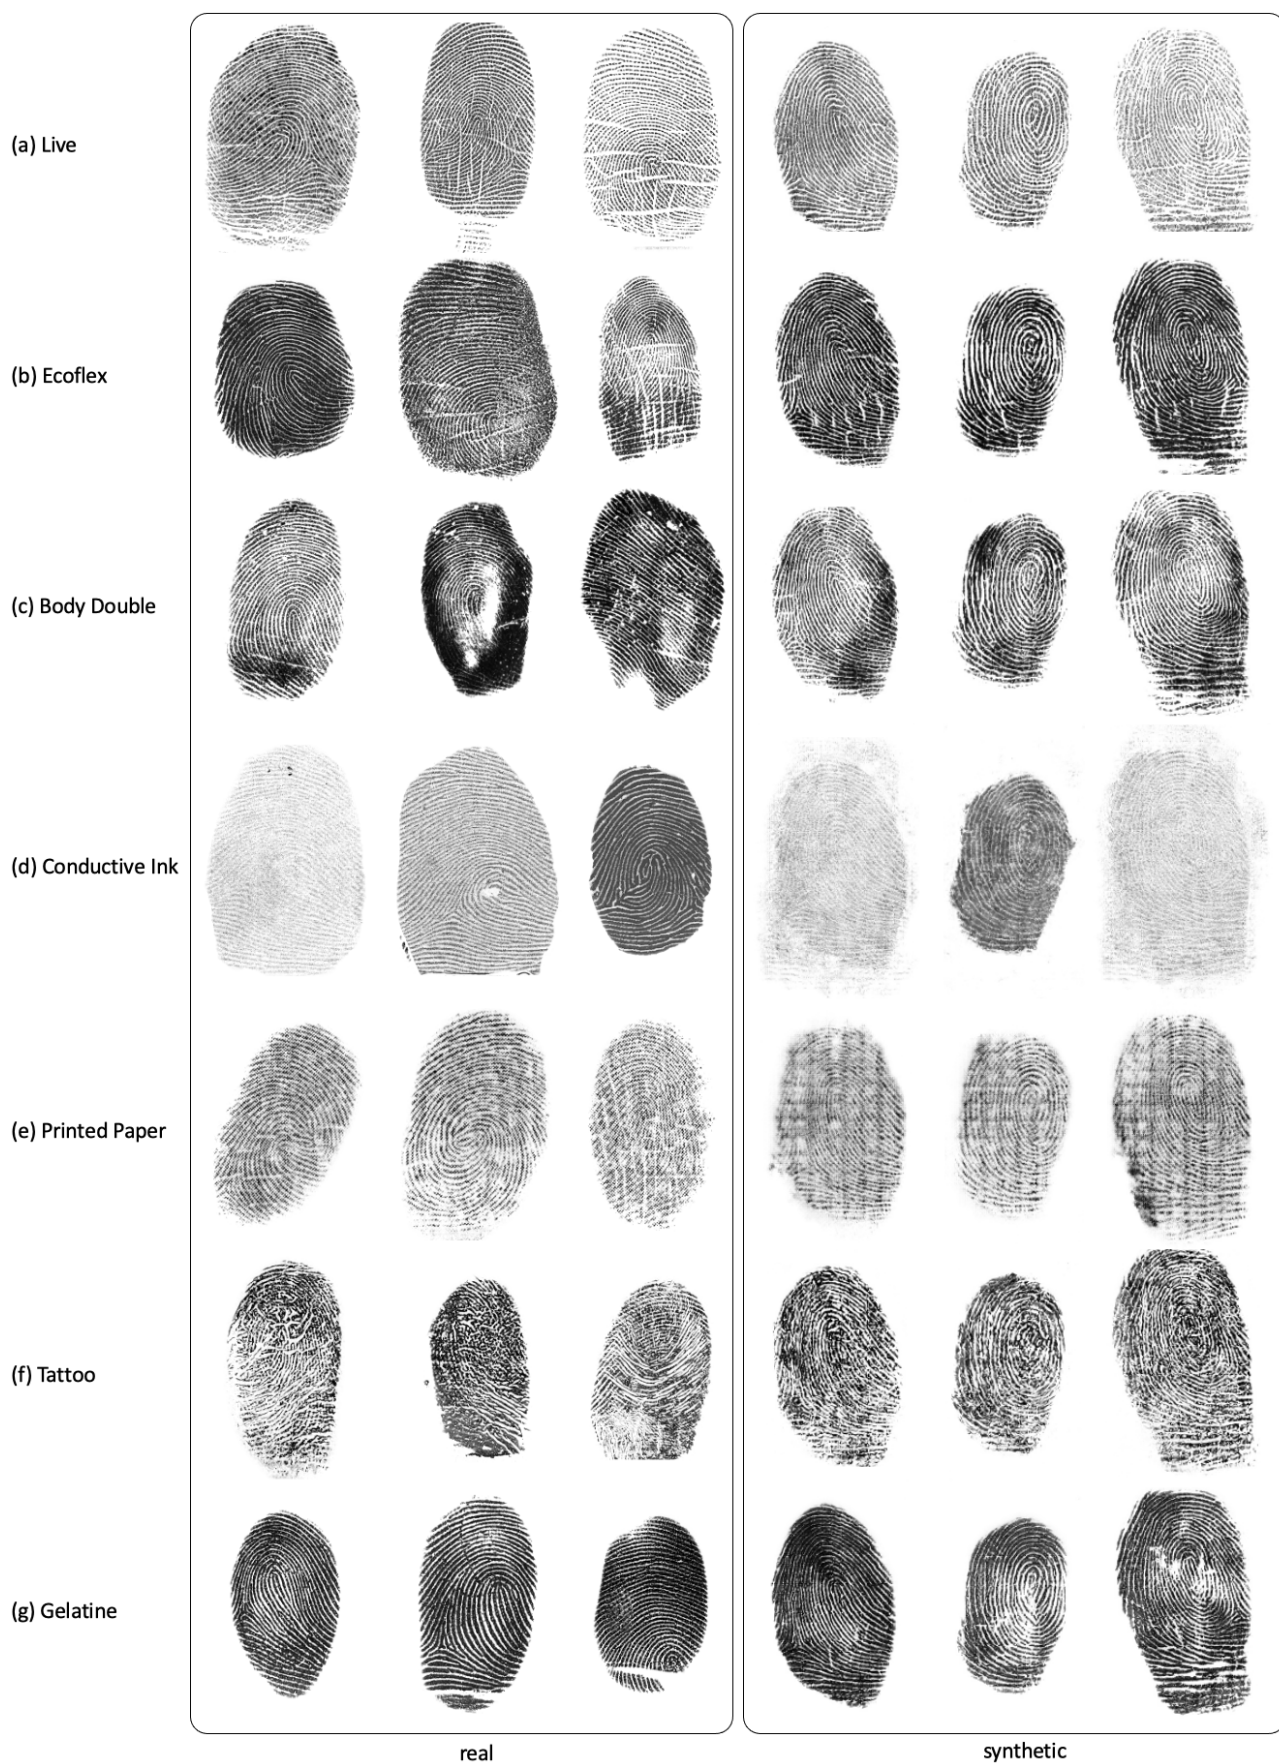 (a) Live
(b) Ecoflex
(c) Body Double
(d) Conductive Ink
(e) Printed Paper
(f) Tattoo
(g) Gelatine
real
synthetic